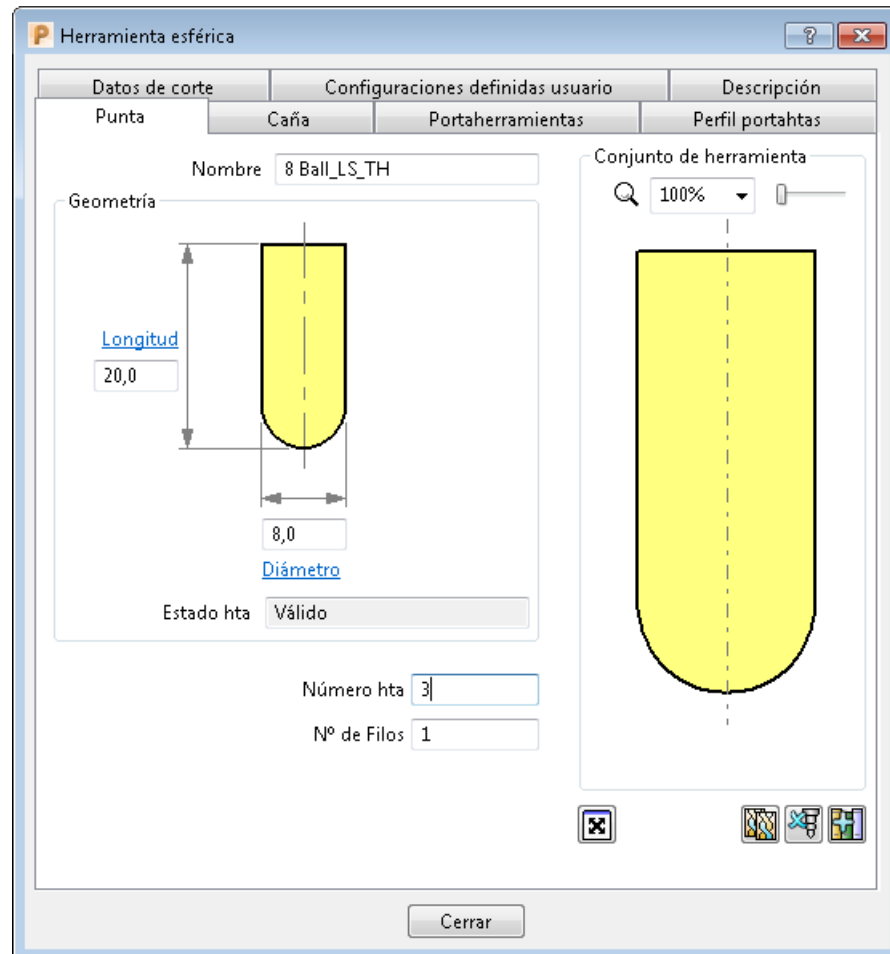 P Herramienta esférica
Datos de corte Configuraciones definidas usuario Descripción
Punta Caña Portaherramientas Perfil portahtas
Nombre 8 Ball_LS_TH
Conjunto de herramienta
100%
Geometría
Longitud
20,0
8,0
Diámetro
Estado hta Válido
Número hta 3
Nº de Filos 1
Cerrar